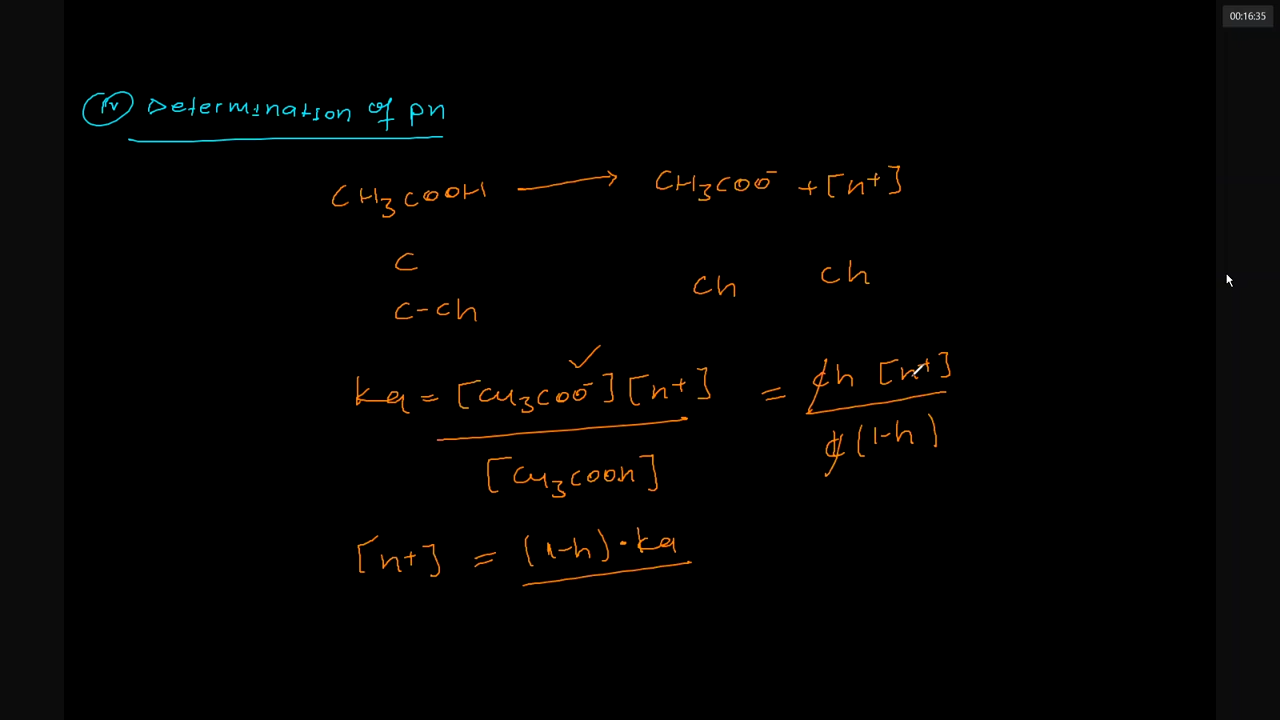 00:16:35
(iv) Determination of pH
CH3COOH ⟶ CH3COO⁻ + [H+]
C
Ch Ch
C-Ch
✓
Ka = [CH3COO⁻][H+] / [CH3COOH] = Ch [H+] / C(1-h)
[H+] = (1-h)·Ka